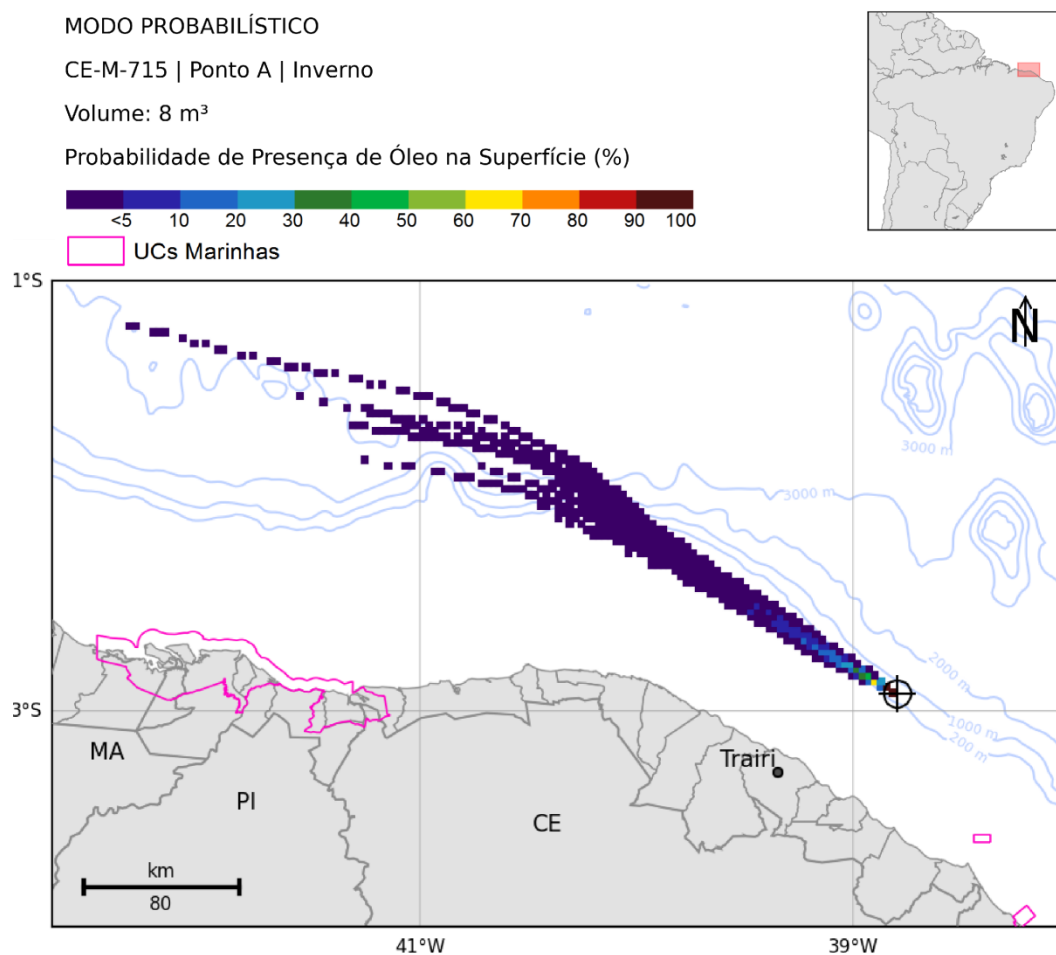 MODO PROBABILÍSTICO
CE-M-715 | Ponto A | Inverno
Volume: 8 m³
Probabilidade de Presença de Óleo na Superfície (%)
<5 10 20 30 40 50 60 70 80 90 100
UCs Marinhas
1°S
N
3000 m
3000 m
2000 m
1000 m
200 m
3°S
MA
Trairi
PI
CE
km
80
41°W 39°W